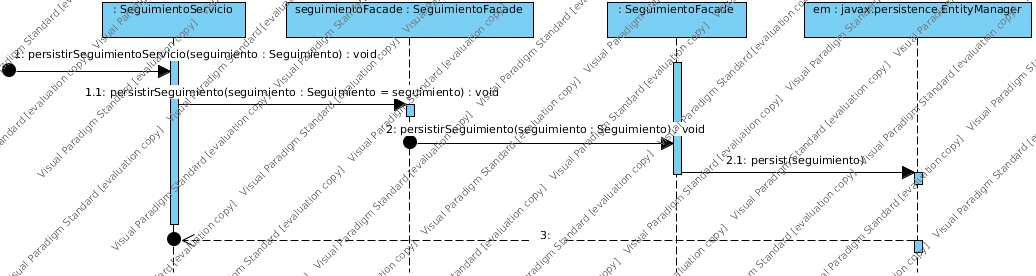 : SeguimientoServicio
seguimientoFacade : SeguimientoFacade
: SeguimientoFacade
em : javax.persistence.EntityManager
1: persistirSeguimientoServicio(seguimiento : Seguimiento) : void
1.1: persistirSeguimiento(seguimiento : Seguimiento = seguimiento) : void
2: persistirSeguimiento(seguimiento : Seguimiento) : void
2.1: persist(seguimiento)
3:
Visual Paradigm Standard [evaluation copy]